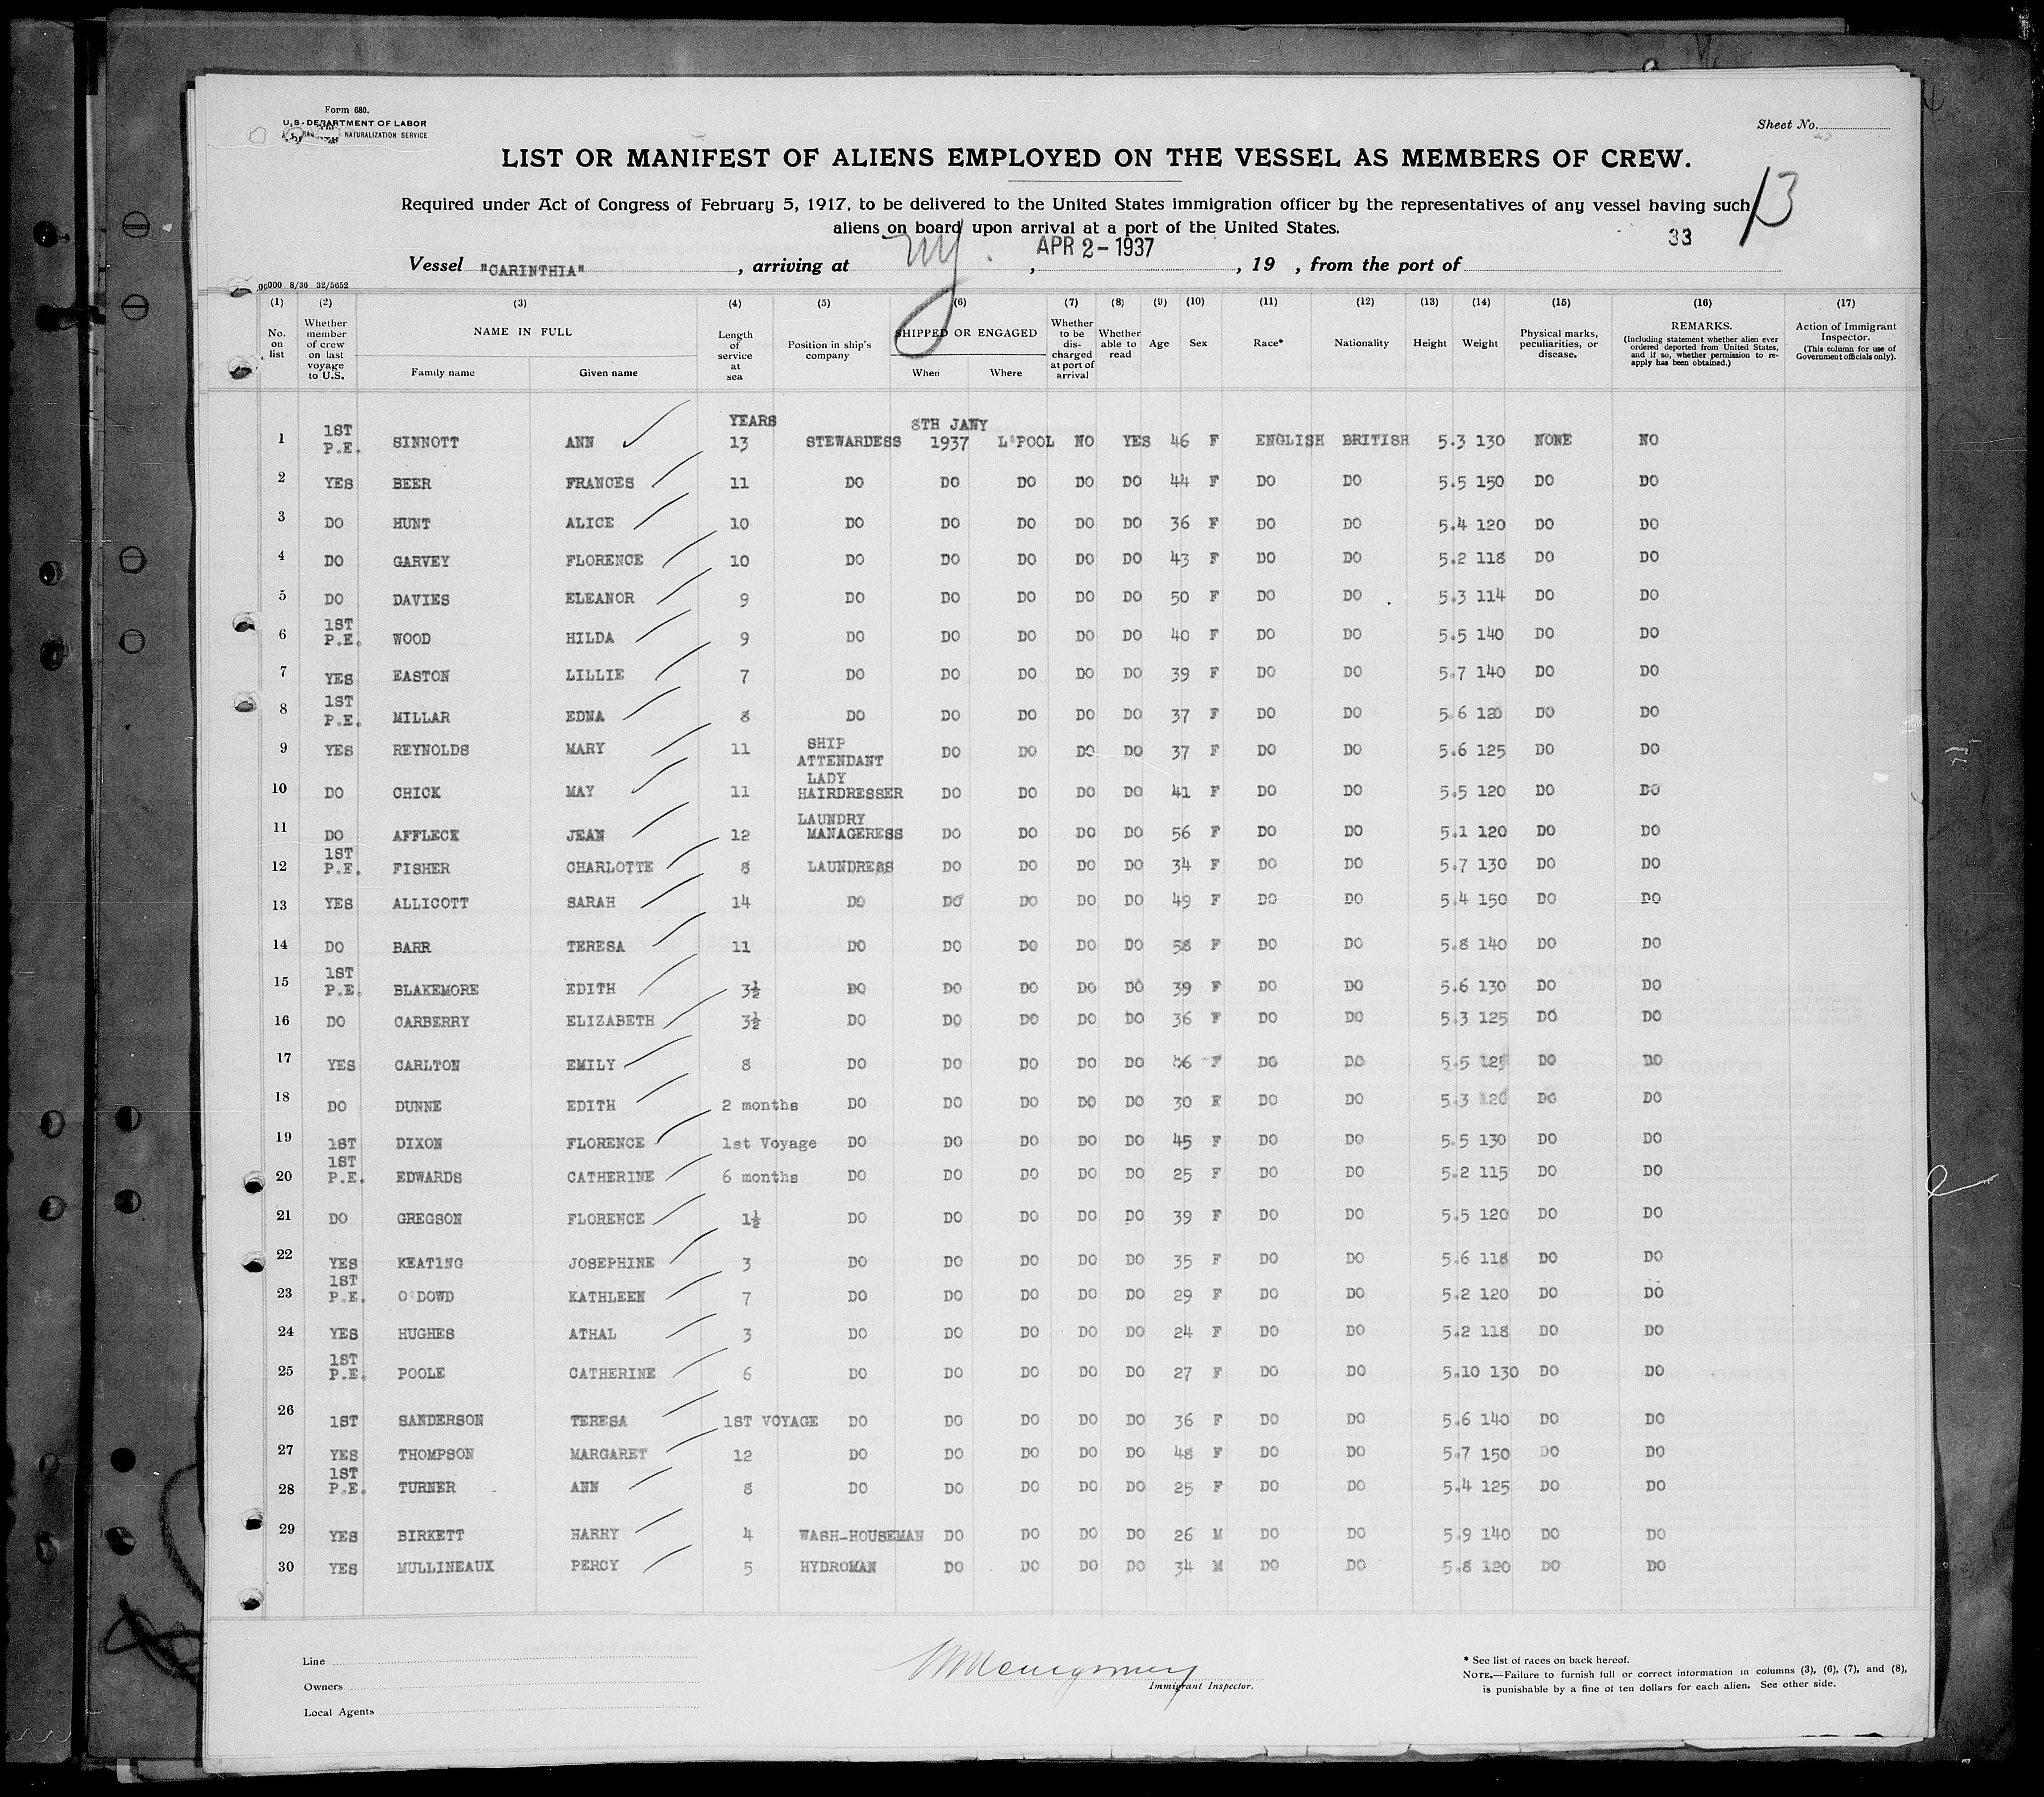 Form 680.
U.S. DEPARTMENT OF LABOR
NATURALIZATION SERVICE
Sheet No.
LIST OR MANIFEST OF ALIENS EMPLOYED ON THE VESSEL AS MEMBERS OF CREW.
Required under Act of Congress of February 5, 1917, to be delivered to the United States immigration officer by the representatives of any vessel having such
aliens on board upon arrival at a port of the United States.
13
33
Vessel "CARINTHIA", arriving at NY., APR 2-1937, 19 , from the port of
000 8/36 32/5652
(1) (2) (3) (4) (5) (6) (7) (8) (9) (10) (11) (12) (13) (14) (15) (16) (17)
No. on list
Whether member of crew on last voyage to U.S.
NAME IN FULL
Family name
Given name
Length of service at sea
Position in ship's company
SHIPPED OR ENGAGED
When
Where
Whether to be discharged at port of arrival
Whether able to read
Age
Sex
Race*
Nationality
Height
Weight
Physical marks, peculiarities, or disease.
REMARKS.
(Including statement whether alien ever ordered deported from United States, and if so, whether permission to re-apply has been obtained.)
Action of Immigrant Inspector.
(This column for use of Government officials only).
1 1ST P.E. SINNOTT ANN YEARS 13 STEWARDESS 8TH JANY 1937 L'POOL NO YES 46 F ENGLISH BRITISH 5.3 130 NONE NO
2 YES BEER FRANCES 11 DO DO DO DO DO 44 F DO DO 5.5 150 DO DO
3 DO HUNT ALICE 10 DO DO DO DO DO 36 F DO DO 5.4 120 DO DO
4 DO GARVEY FLORENCE 10 DO DO DO DO DO 43 F DO DO 5.2 118 DO DO
5 DO DAVIES ELEANOR 9 DO DO DO DO DO 50 F DO DO 5.3 114 DO DO
6 1ST P.E. WOOD HILDA 9 DO DO DO DO DO 40 F DO DO 5.5 140 DO DO
7 YES EASTON LILLIE 7 DO DO DO DO DO 39 F DO DO 5.7 140 DO DO
8 1ST P.E. MILLAR EDNA 8 DO DO DO DO DO 37 F DO DO 5.6 120 DO DO
9 YES REYNOLDS MARY 11 SHIP ATTENDANT DO DO DO DO 37 F DO DO 5.6 125 DO DO
10 DO CHICK MAY 11 LADY HAIRDRESSER DO DO DO DO 41 F DO DO 5.5 120 DO DO
11 DO AFFLECK JEAN 12 LAUNDRY MANAGERESS DO DO DO DO 56 F DO DO 5.1 120 DO DO
12 1ST P.E. FISHER CHARLOTTE 8 LAUNDRESS DO DO DO DO 34 F DO DO 5.7 130 DO DO
13 YES ALLICOTT SARAH 14 DO DO DO DO DO 49 F DO DO 5.4 150 DO DO
14 DO BARR TERESA 11 DO DO DO DO DO 58 F DO DO 5.8 140 DO DO
15 1ST P.E. BLAKEMORE EDITH 3½ DO DO DO DO DO 39 F DO DO 5.6 130 DO DO
16 DO CARBERRY ELIZABETH 3½ DO DO DO DO DO 36 F DO DO 5.3 125 DO DO
17 YES CARLTON EMILY 8 DO DO DO DO DO 46 F DO DO 5.5 125 DO DO
18 DO DUNNE EDITH 2 months DO DO DO DO DO 30 F DO DO 5.3 120 DO DO
19 1ST DIXON FLORENCE 1st Voyage DO DO DO DO DO 45 F DO DO 5.5 130 DO DO
20 1ST P.E. EDWARDS CATHERINE 6 months DO DO DO DO DO 25 F DO DO 5.2 115 DO DO
21 DO GREGSON FLORENCE 1½ DO DO DO DO DO 39 F DO DO 5.5 120 DO DO
22 YES KEATING JOSEPHINE 3 DO DO DO DO DO 35 F DO DO 5.6 118 DO DO
23 1ST P.E. O'DOWD KATHLEEN 7 DO DO DO DO DO 29 F DO DO 5.2 120 DO DO
24 YES HUGHES ATHAL 3 DO DO DO DO DO 24 F DO DO 5.2 118 DO DO
25 1ST P.E. POOLE CATHERINE 6 DO DO DO DO DO 27 F DO DO 5.10 130 DO DO
26 1ST SANDERSON TERESA 1ST VOYAGE DO DO DO DO DO 36 F DO DO 5.6 140 DO DO
27 YES THOMPSON MARGARET 12 DO DO DO DO DO 48 F DO DO 5.7 150 DO DO
28 1ST P.E. TURNER ANN 8 DO DO DO DO DO 25 F DO DO 5.4 125 DO DO
29 YES BIRKETT HARRY 4 WASH-HOUSEMAN DO DO DO DO 26 M DO DO 5.9 140 DO DO
30 YES MULLINEAUX PERCY 5 HYDROMAN DO DO DO DO 34 M DO DO 5.8 120 DO DO
Line
Owners
Local Agents
Immigrant Inspector.
* See list of races on back hereof.
NOTE.—Failure to furnish full or correct information in columns (3), (6), (7), and (8),
is punishable by a fine of ten dollars for each alien. See other side.